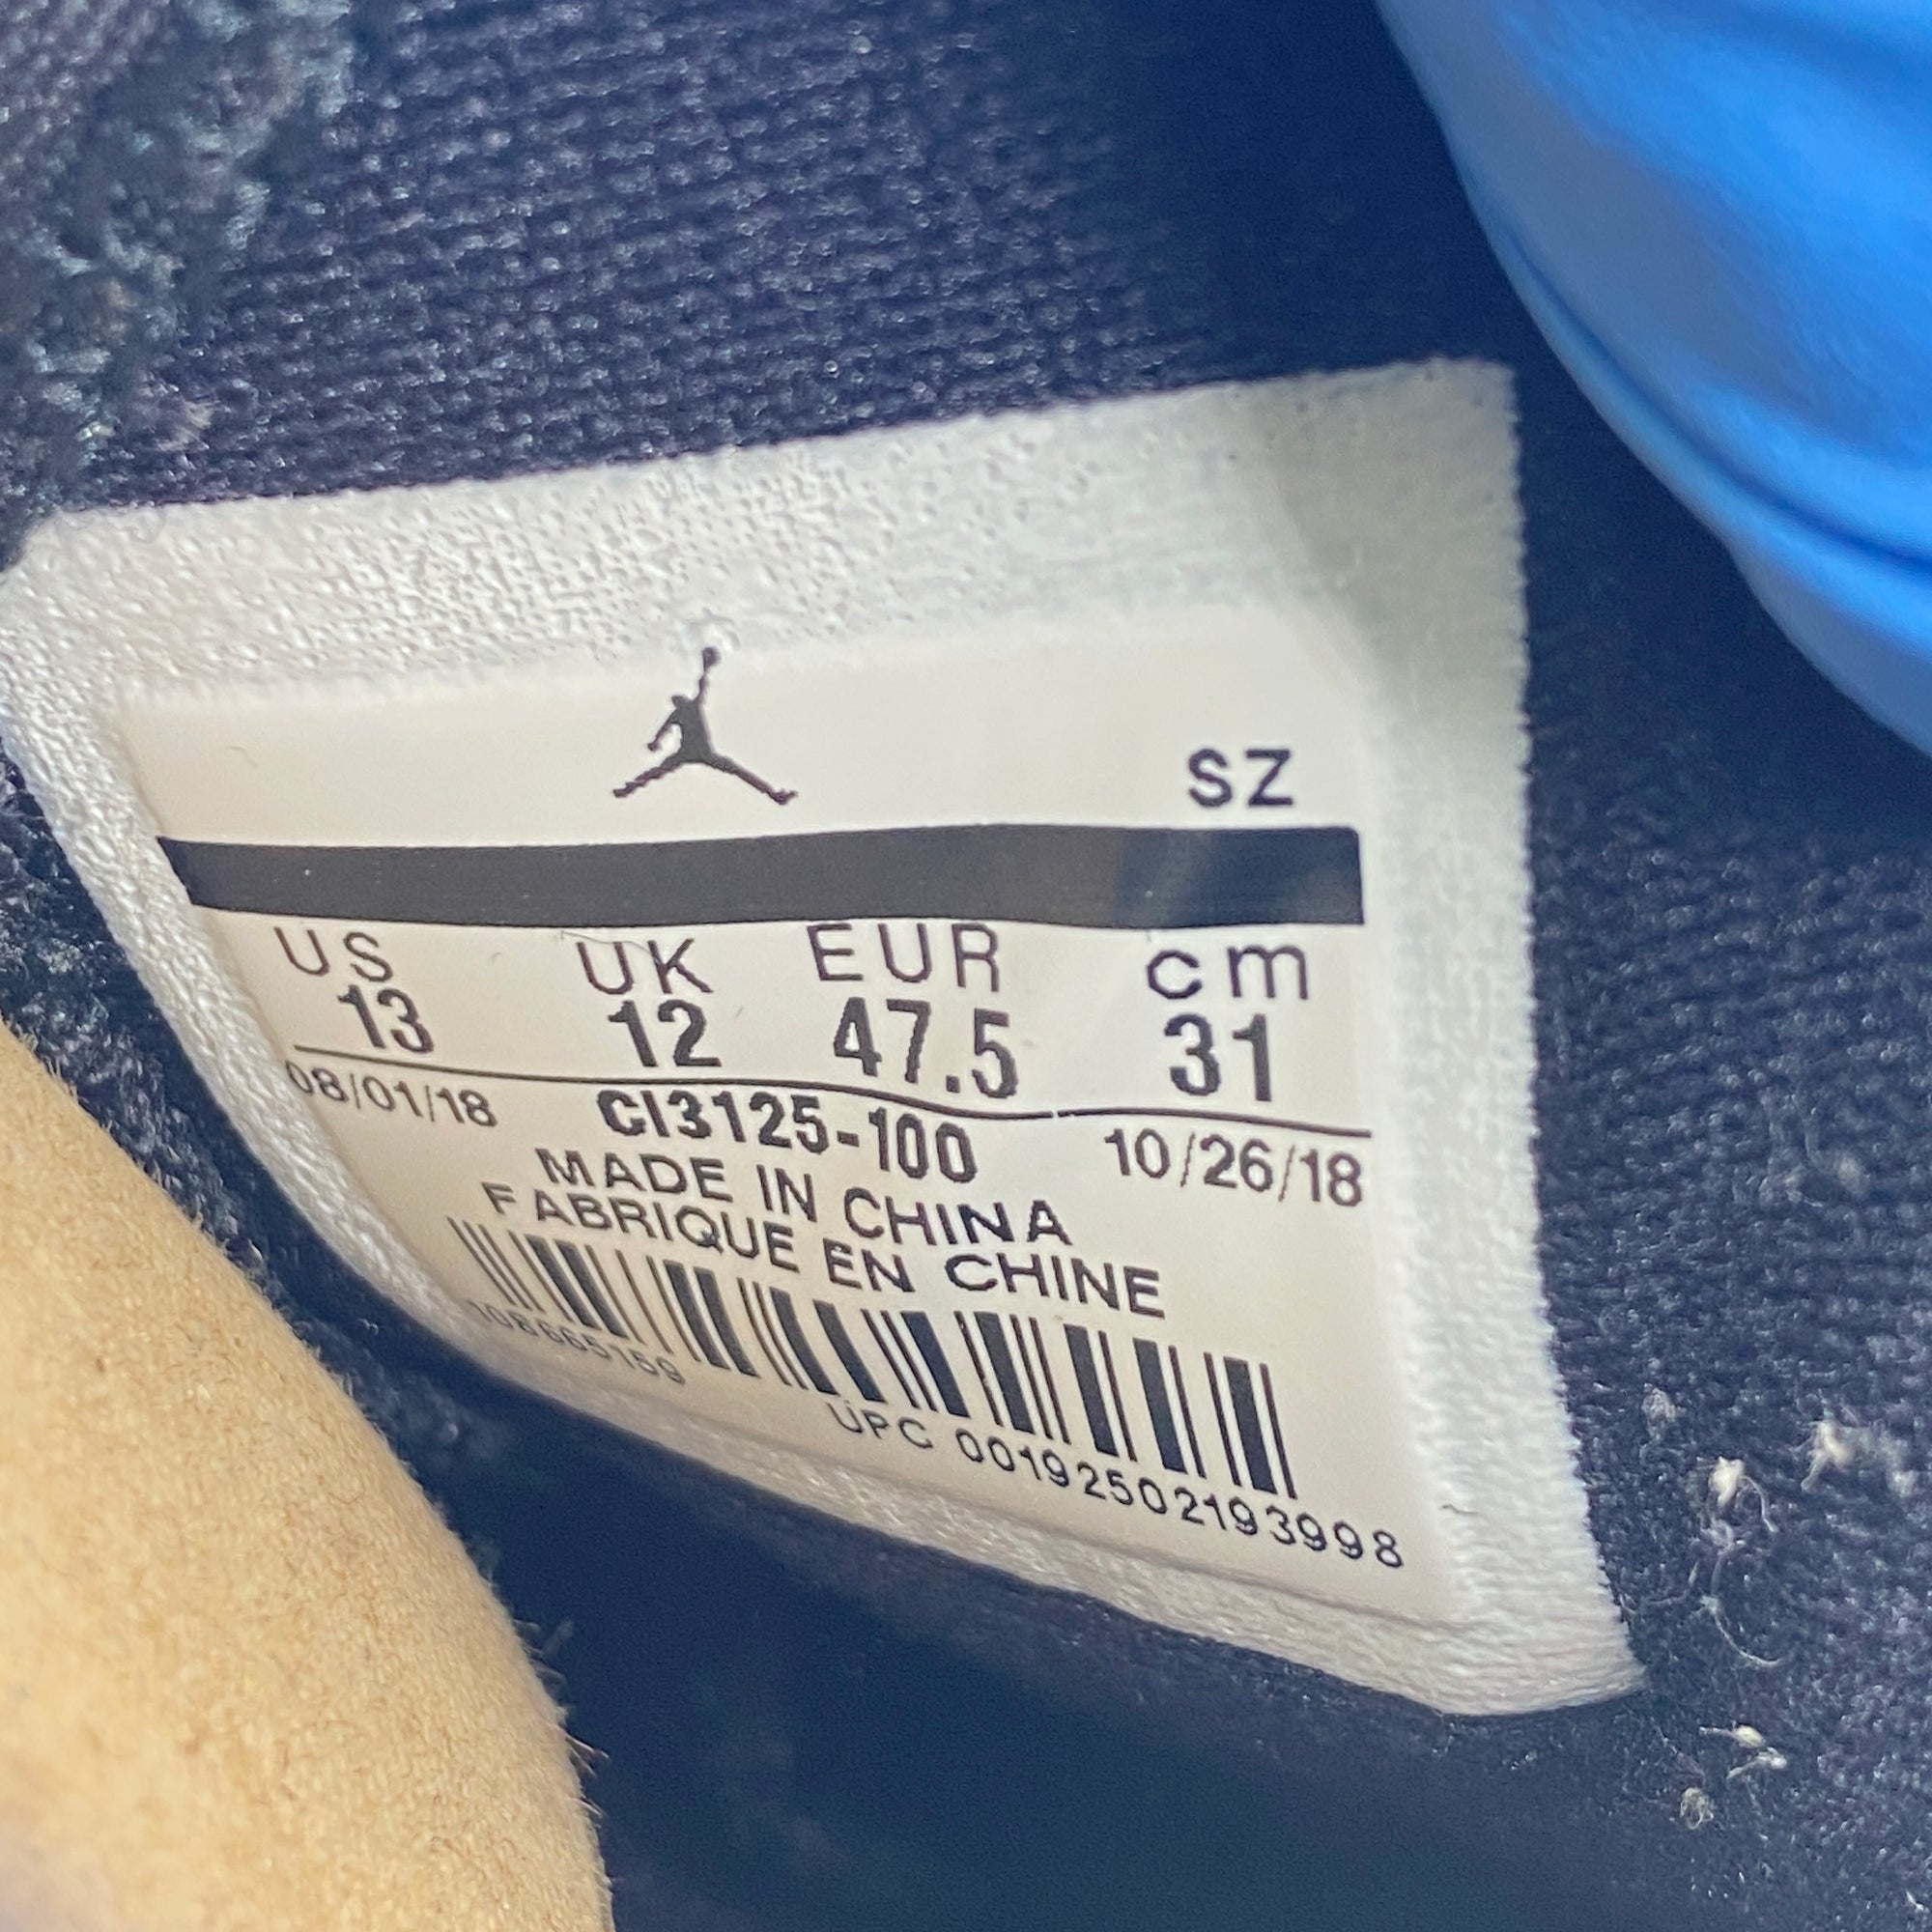 SZ
US UK EUR cm
13 12 47.5 31
08/01/18 CI3125-100 10/26/18
MADE IN CHINA
FABRIQUE EN CHINE
UPC 00192502193998